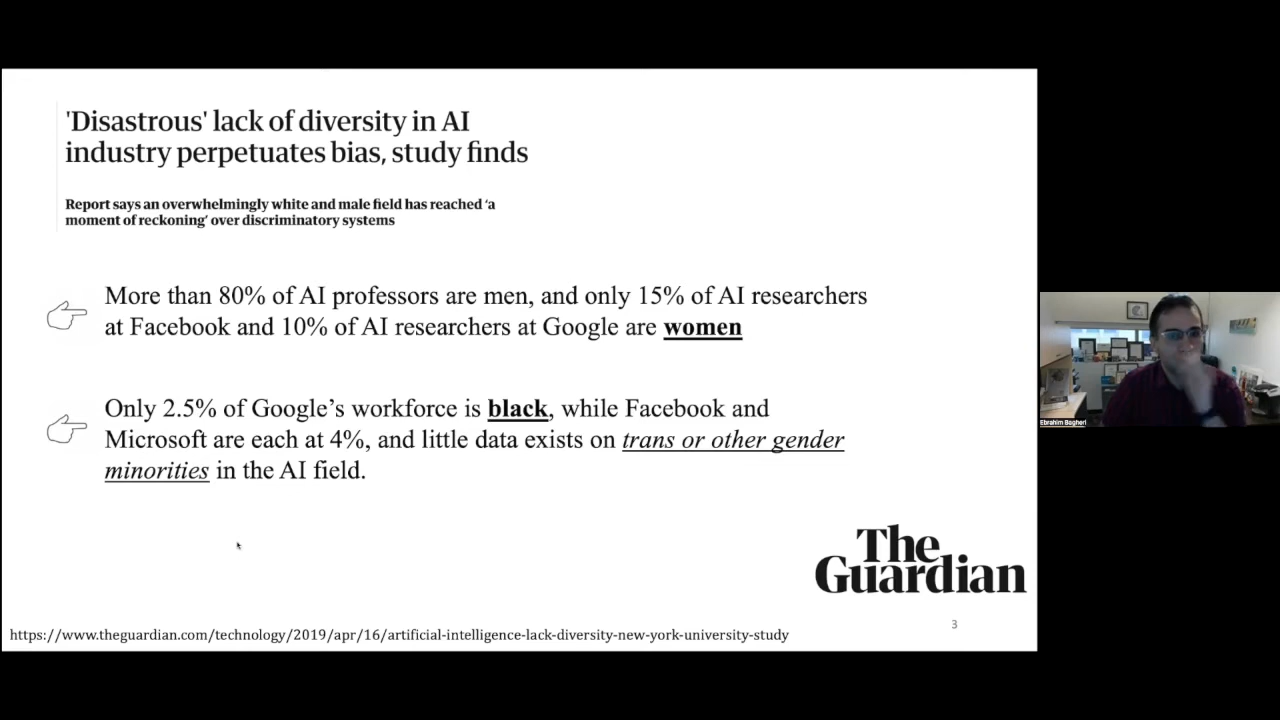 'Disastrous' lack of diversity in AI
industry perpetuates bias, study finds
Report says an overwhelmingly white and male field has reached ‘a
moment of reckoning’ over discriminatory systems
More than 80% of AI professors are men, and only 15% of AI researchers
at Facebook and 10% of AI researchers at Google are women
Only 2.5% of Google’s workforce is black, while Facebook and
Microsoft are each at 4%, and little data exists on trans or other gender
minorities in the AI field.
The
Guardian
https://www.theguardian.com/technology/2019/apr/16/artificial-intelligence-lack-diversity-new-york-university-study
3
Ebrahim Bagheri